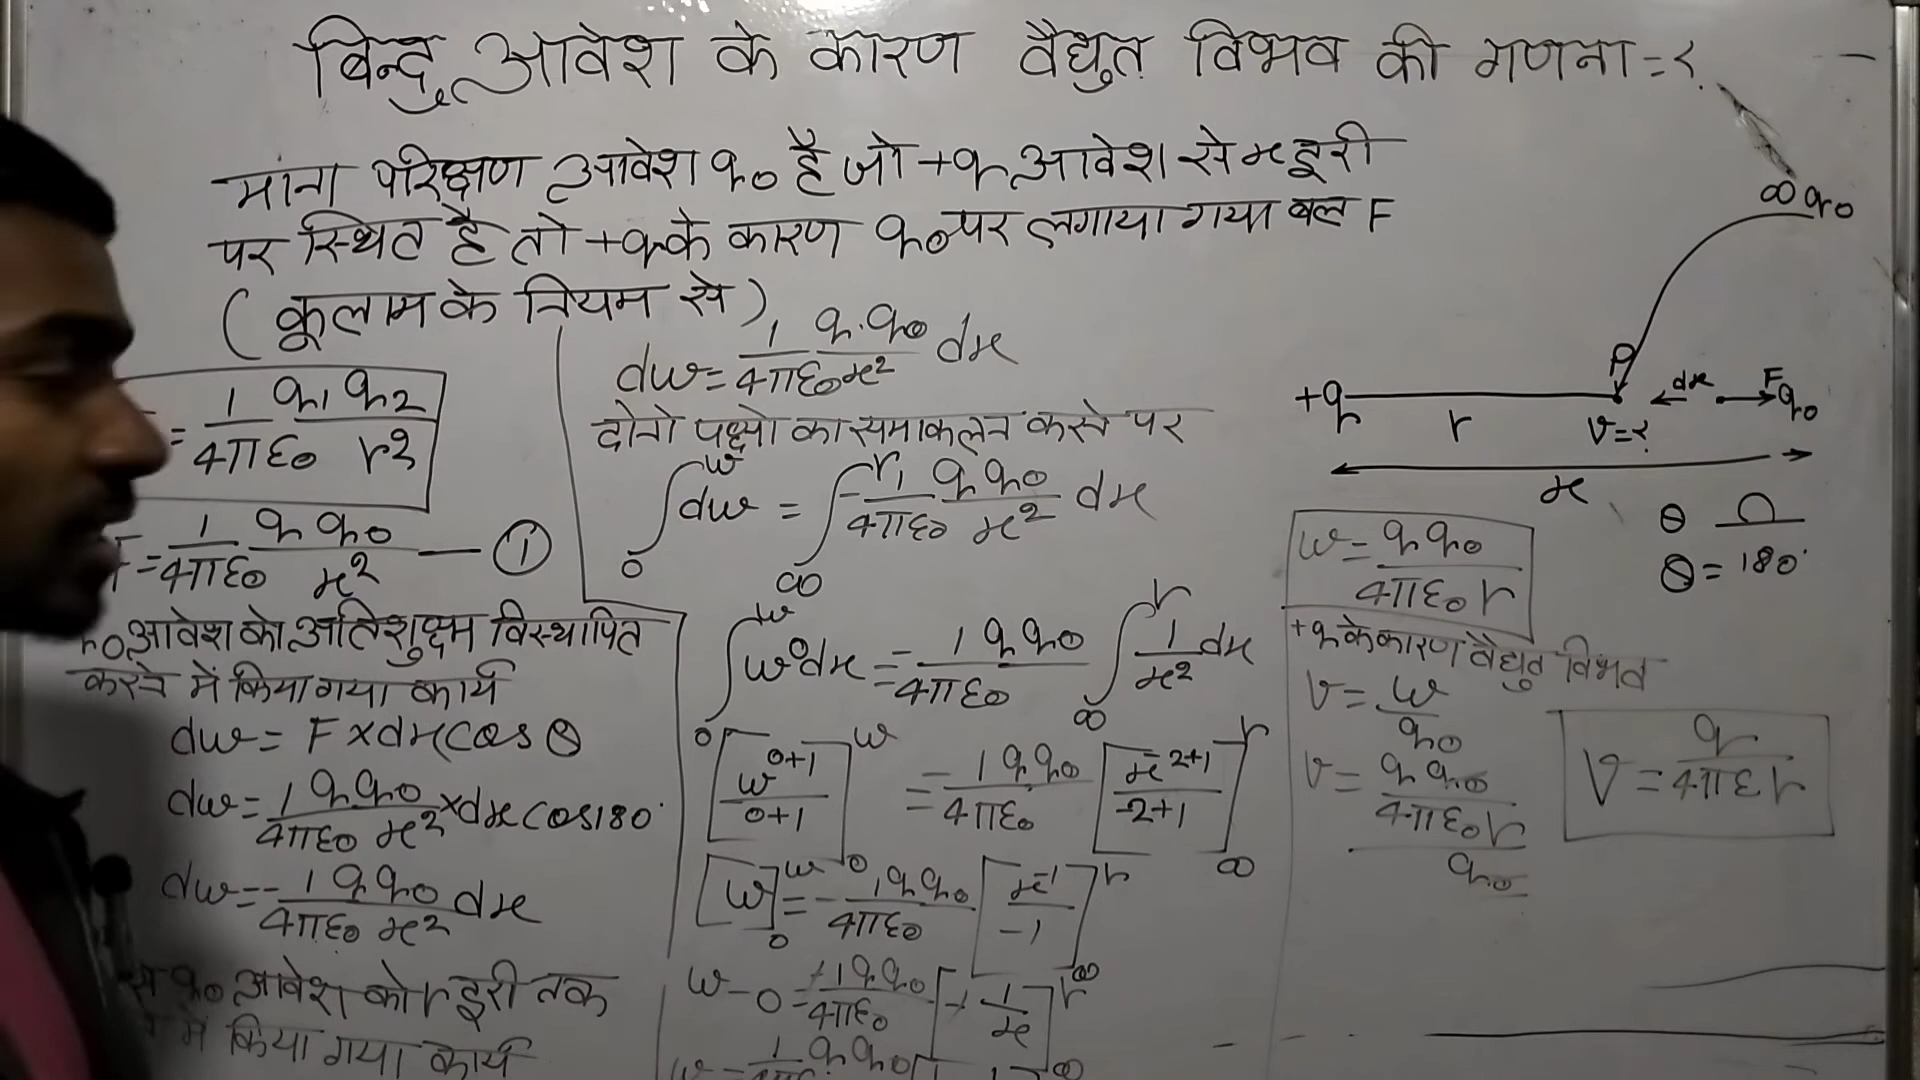 बिन्दु आवेश के कारण वैद्युत विभव की गणना =?
माना परिक्षण आवेश q₀ है जो +q आवेश से x दूरी
पर स्थित है तो +q के कारण q₀ पर लगाया गया बल F
( कूलाम के नियम से )
= 1/4πε₀ q₁q₂/r²
F = 1/4πε₀ qq₀/x² — ①
आवेश को अतिशुक्ष्म विस्थापित
करने में किया गया कार्य
dw = F × dx cos θ
dw = 1/4πε₀ qq₀/x² × dx cos180°
dw = - 1/4πε₀ qq₀/x² dx
q₀ आवेश को r दूरी तक
में किया गया कार्य
dw = 1/4πε₀ q.q₀/x² dx
दोनो पक्ष्पो का समाकलन करने पर
∫₀ʷ dw = ∫_∞^r - 1/4πε₀ qq₀/x² dx
∫₀ʷ w⁰dx = - 1/4πε₀ qq₀ ∫_∞^r 1/x² dx
[w⁰⁺¹/0+1]₀ʷ = - 1/4πε₀ qq₀ [x⁻²⁺¹/-2+1]_∞^r
[w]₀ʷ = - 1/4πε₀ qq₀ [x⁻¹/-1]_∞^r
w - 0 = + 1/4πε₀ qq₀ [+ 1/x]_∞^r
∞ q₀
P
+q r v=? dx F q₀
x
θ
θ = 180°
w = qq₀/4πε₀r
+q के कारण वैद्युत विभव
v = w/q₀
v = qq₀/4πε₀r / q₀
V = q/4πεr